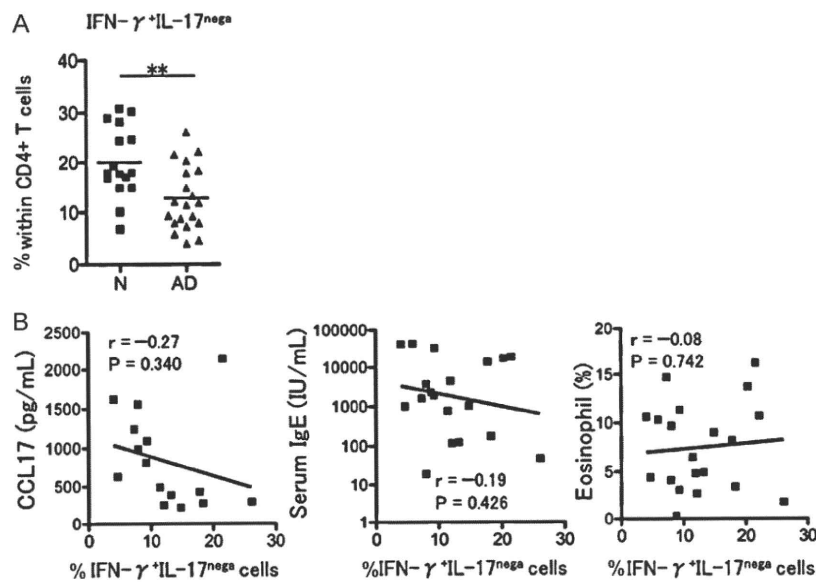 A
IFN-γ⁺IL-17ⁿᵉᵍᵃ
**
% within CD4+ T cells
40
30
20
10
0
N AD
B
2500
2000
1500
1000
500
0
CCL17 (pg/mL)
r = −0.27
P = 0.340
0 10 20 30
% IFN-γ⁺IL-17ⁿᵉᵍᵃ cells
100000
10000
1000
100
10
1
Serum IgE (IU/mL)
r = −0.19
P = 0.426
0 10 20 30
%IFN-γ⁺IL-17ⁿᵉᵍᵃ cells
20
15
10
5
0
Eosinophil (%)
r = −0.08
P = 0.742
0 10 20 30
% IFN-γ⁺IL-17ⁿᵉᵍᵃ cells